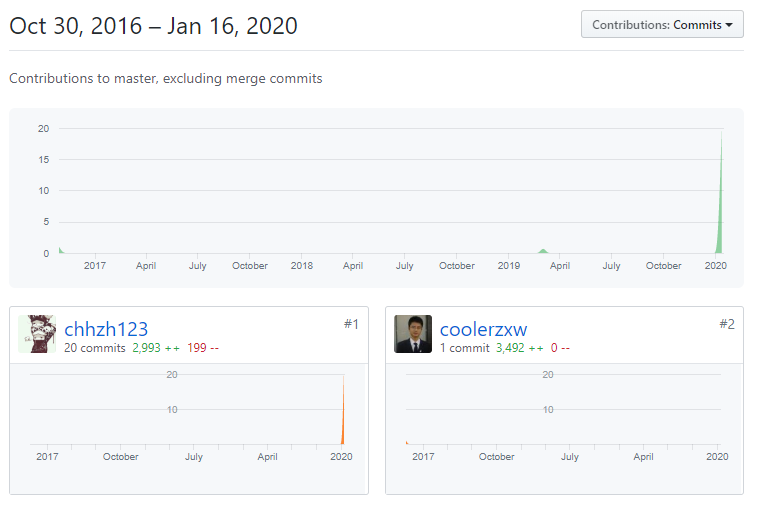 Oct 30, 2016 – Jan 16, 2020
Contributions: Commits
Contributions to master, excluding merge commits
20
15
10
5
0
2017 April July October 2018 April July October 2019 April July October 2020
chhzh123 #1
20 commits 2,993 ++ 199 --
20
10
2017 October July April 2020
coolerzxw #2
1 commit 3,492 ++ 0 --
20
10
2017 October July April 2020